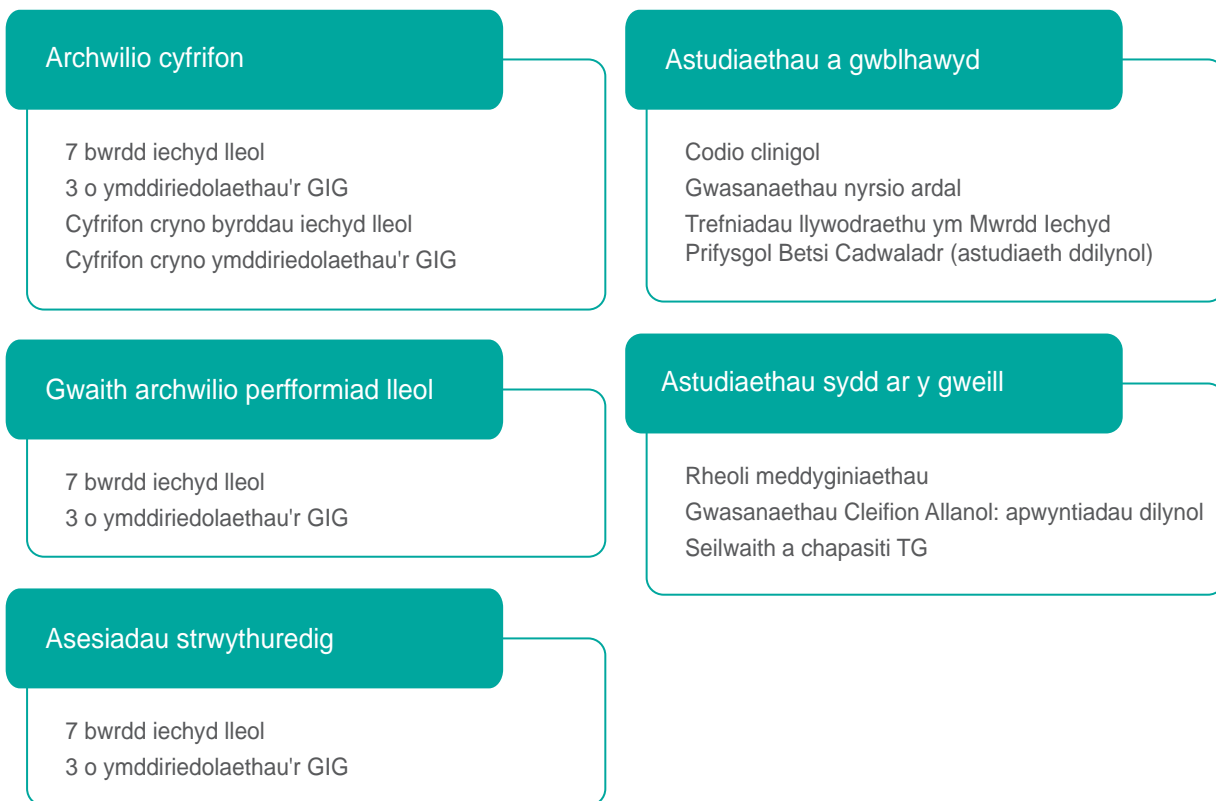 Archwilio cyfrifon
7 bwrdd iechyd lleol
3 o ymddiriedolaethau'r GIG
Cyfrifon cryno byrddau iechyd lleol
Cyfrifon cryno ymddiriedolaethau'r GIG
Gwaith archwilio perfformiad lleol
7 bwrdd iechyd lleol
3 o ymddiriedolaethau'r GIG
Asesiadau strwythuredig
7 bwrdd iechyd lleol
3 o ymddiriedolaethau'r GIG
Astudiaethau a gwblhawyd
Codio clinigol
Gwasanaethau nyrsio ardal
Trefniadau llywodraethu ym Mwrdd Iechyd
Prifysgol Betsi Cadwaladr (astudiaeth ddilynol)
Astudiaethau sydd ar y gweill
Rheoli meddyginiaethau
Gwasanaethau Cleifion Allanol: apwyntiadau dilynol
Seilwaith a chapasiti TG